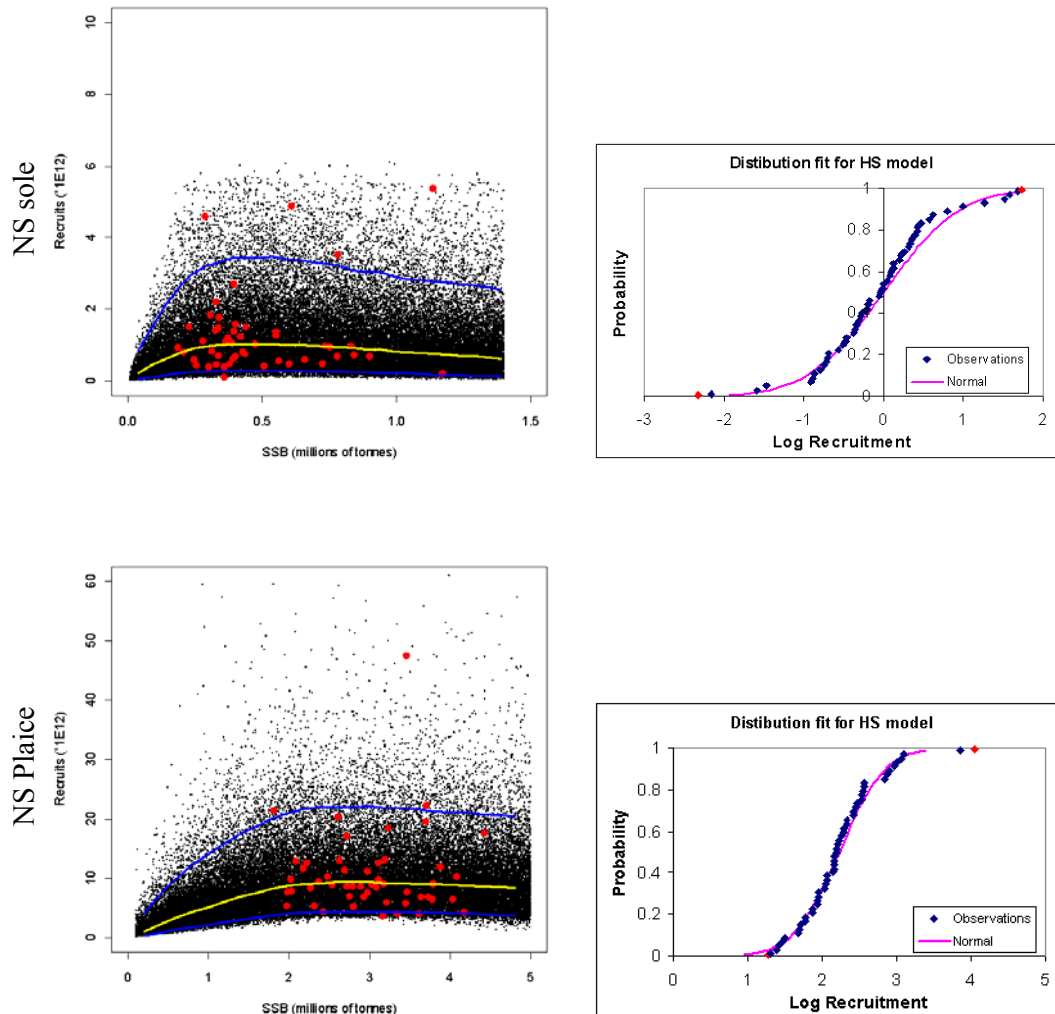 NS sole
10
8
6
4
2
0
Recruits (*1E12)
0.0 0.5 1.0 1.5
SSB (millions of tonnes)
Distibution fit for HS model
1
0.8
0.6
0.4
0.2
0
Probability
Observations
Normal
-3 -2 -1 0 1 2
Log Recruitment
NS Plaice
60
50
40
30
20
10
0
Recruits (*1E12)
0 1 2 3 4 5
SSB (millions of tonnes)
Distibution fit for HS model
1
0.8
0.6
0.4
0.2
0
Probability
Observations
Normal
0 1 2 3 4 5
Log Recruitment